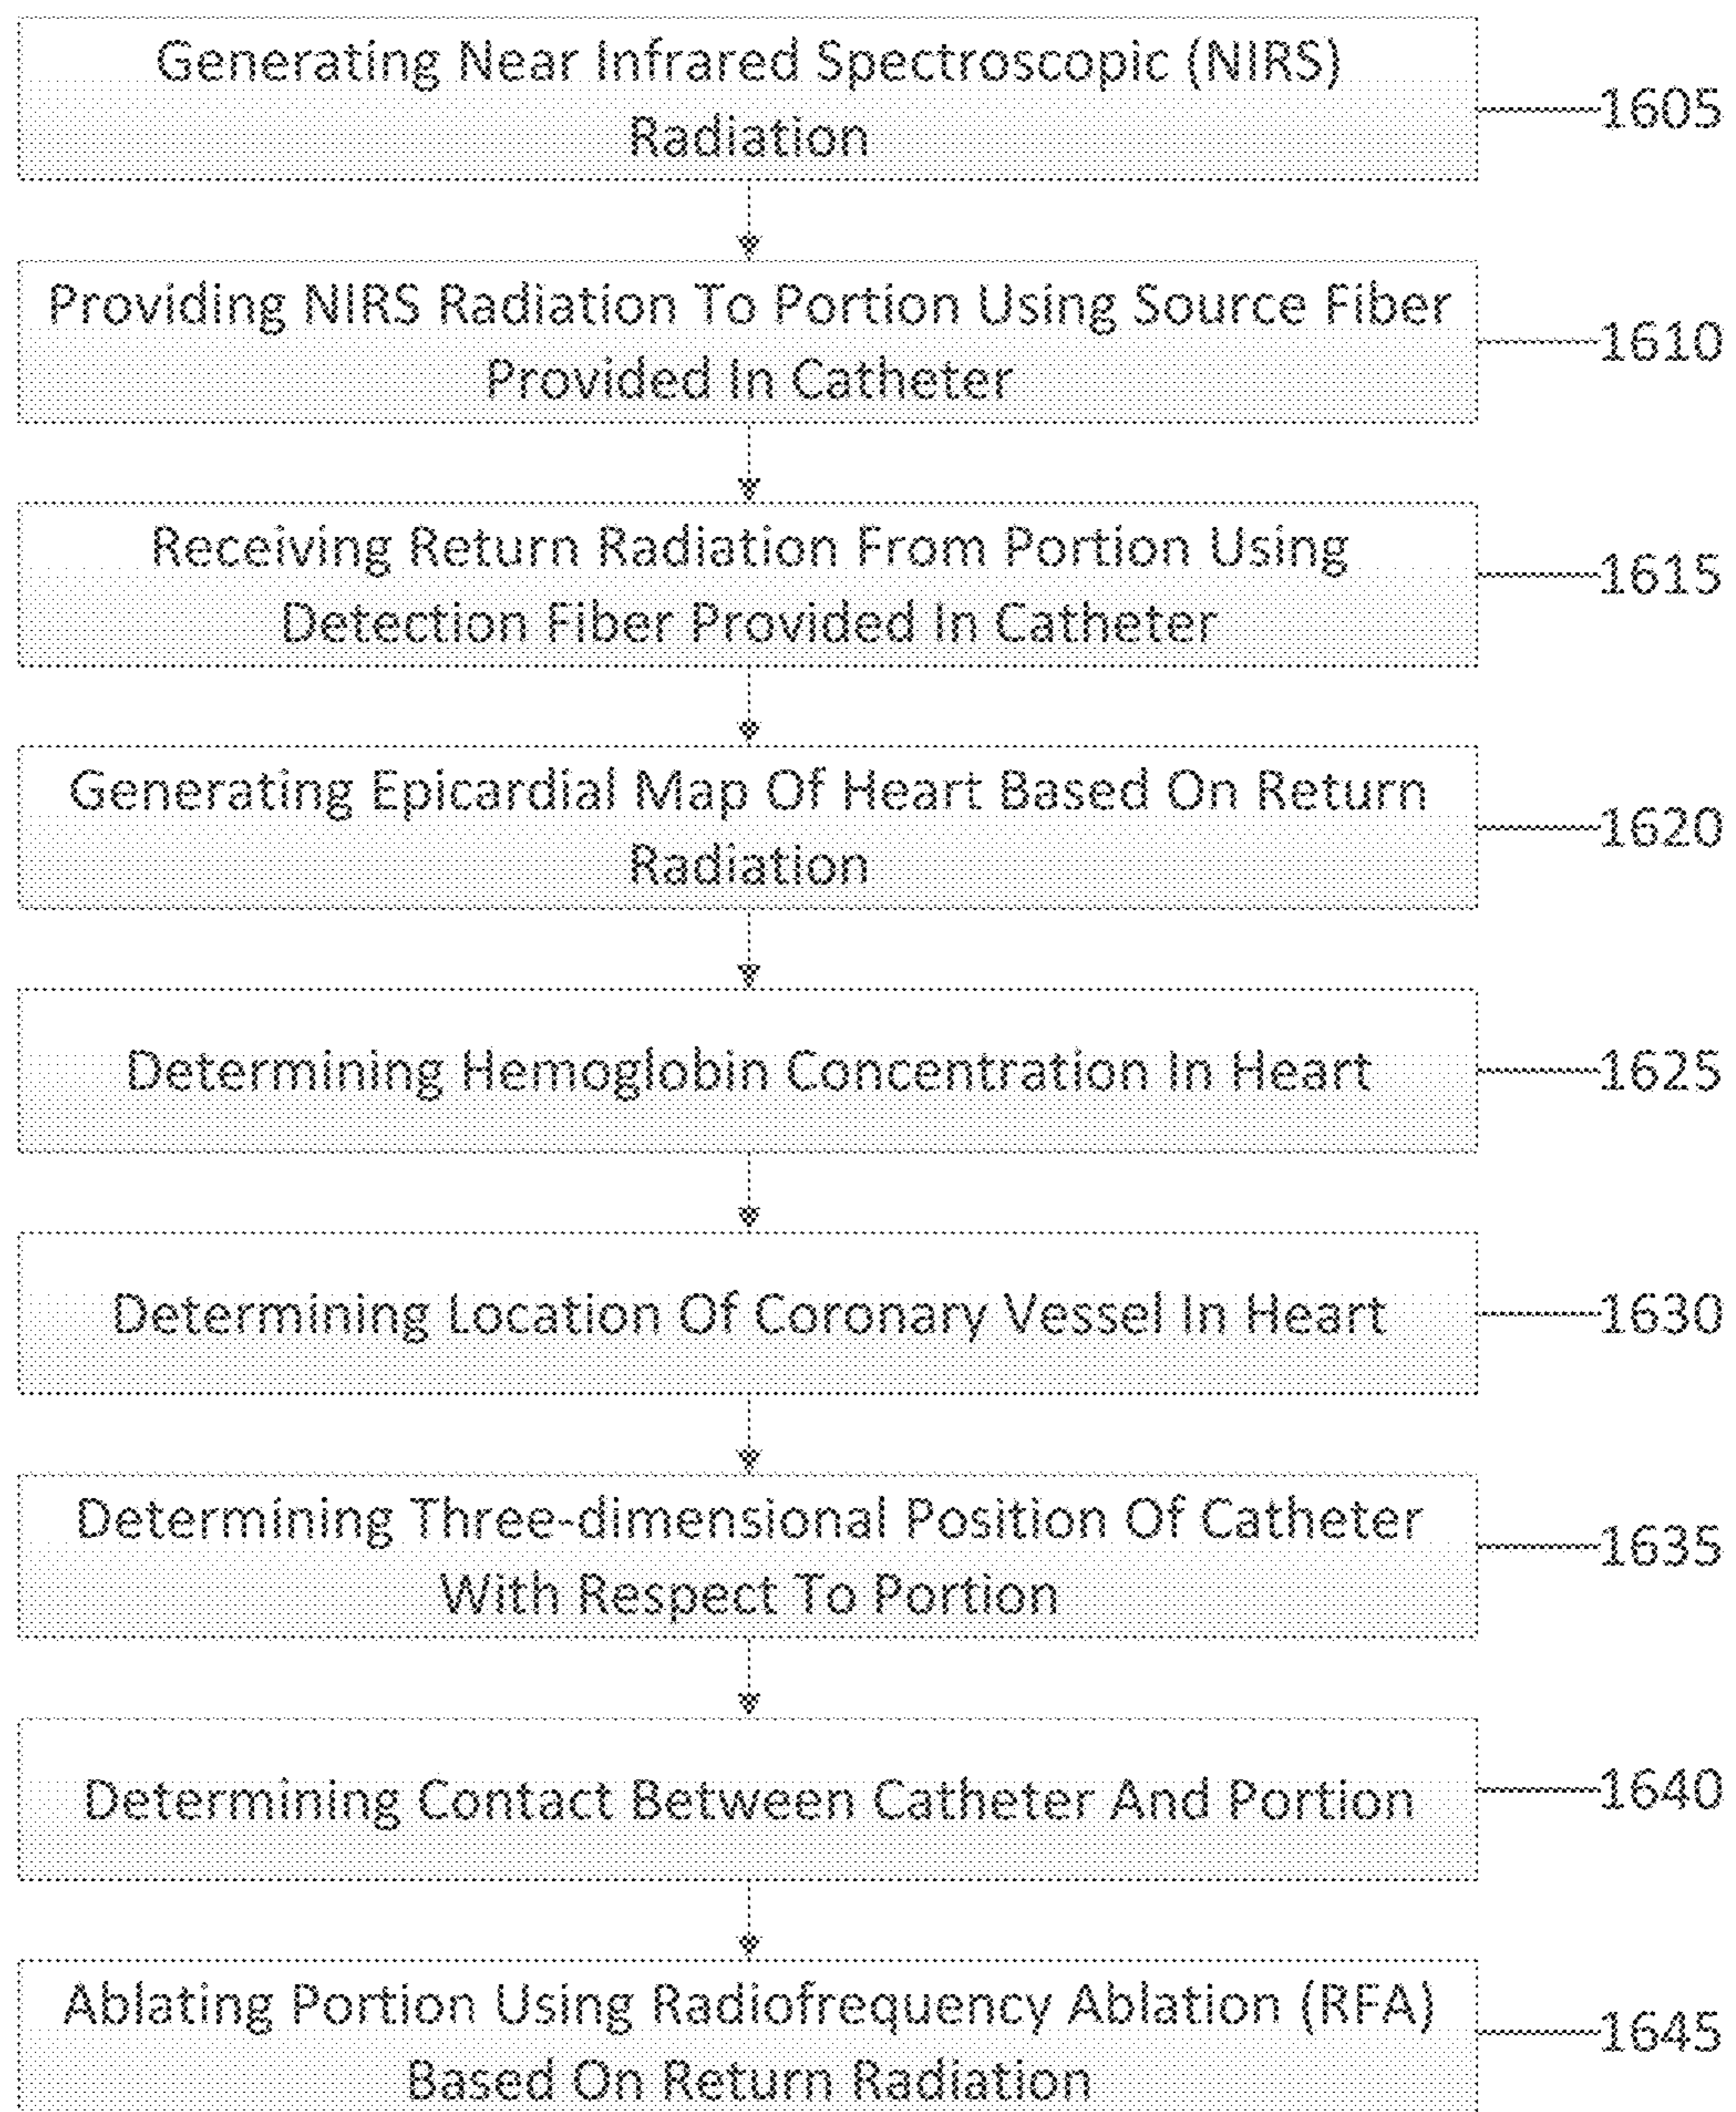 Generating Near Infrared Spectroscopic (NIRS)
Radiation
1605
Providing NIRS Radiation To Portion Using Source Fiber
Provided In Catheter
1610
Receiving Return Radiation From Portion Using
Detection Fiber Provided In Catheter
1615
Generating Epicardial Map Of Heart Based On Return
Radiation
1620
Determining Hemoglobin Concentration In Heart
1625
Determining Location Of Coronary Vessel In Heart
1630
Determining Three-dimensional Position Of Catheter
With Respect To Portion
1635
Determining Contact Between Catheter And Portion
1640
Ablating Portion Using Radiofrequency Ablation (RFA)
Based On Return Radiation
1645